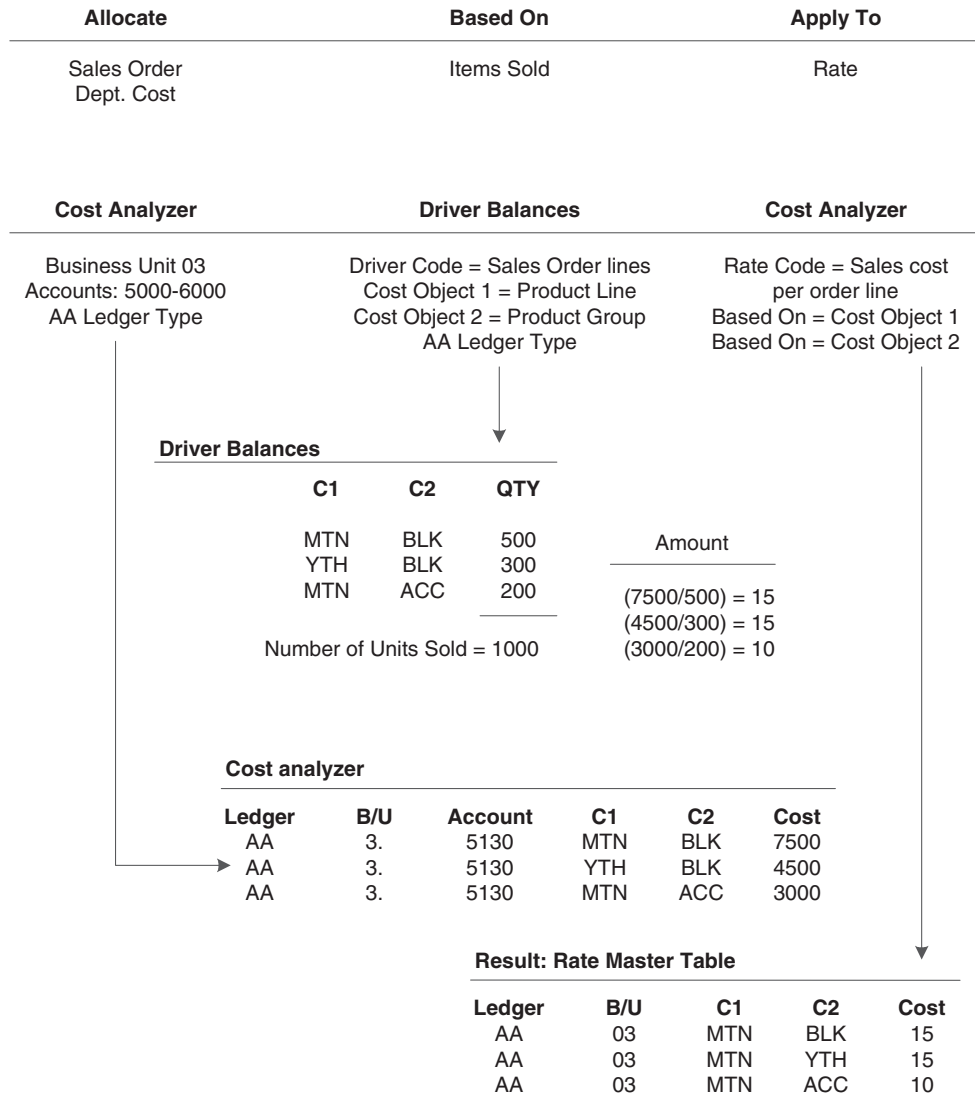 Allocate Based On Apply To
Sales Order Items Sold Rate
Dept. Cost
Cost Analyzer Driver Balances Cost Analyzer
Business Unit 03 Driver Code = Sales Order lines Rate Code = Sales cost
Accounts: 5000-6000 Cost Object 1 = Product Line per order line
AA Ledger Type Cost Object 2 = Product Group Based On = Cost Object 1
AA Ledger Type Based On = Cost Object 2
Driver Balances
C1 C2 QTY
MTN BLK 500
YTH BLK 300
MTN ACC 200
Number of Units Sold = 1000
Amount
(7500/500) = 15
(4500/300) = 15
(3000/200) = 10
Cost analyzer
Ledger B/U Account C1 C2 Cost
AA 3. 5130 MTN BLK 7500
AA 3. 5130 YTH BLK 4500
AA 3. 5130 MTN ACC 3000
Result: Rate Master Table
Ledger B/U C1 C2 Cost
AA 03 MTN BLK 15
AA 03 MTN YTH 15
AA 03 MTN ACC 10